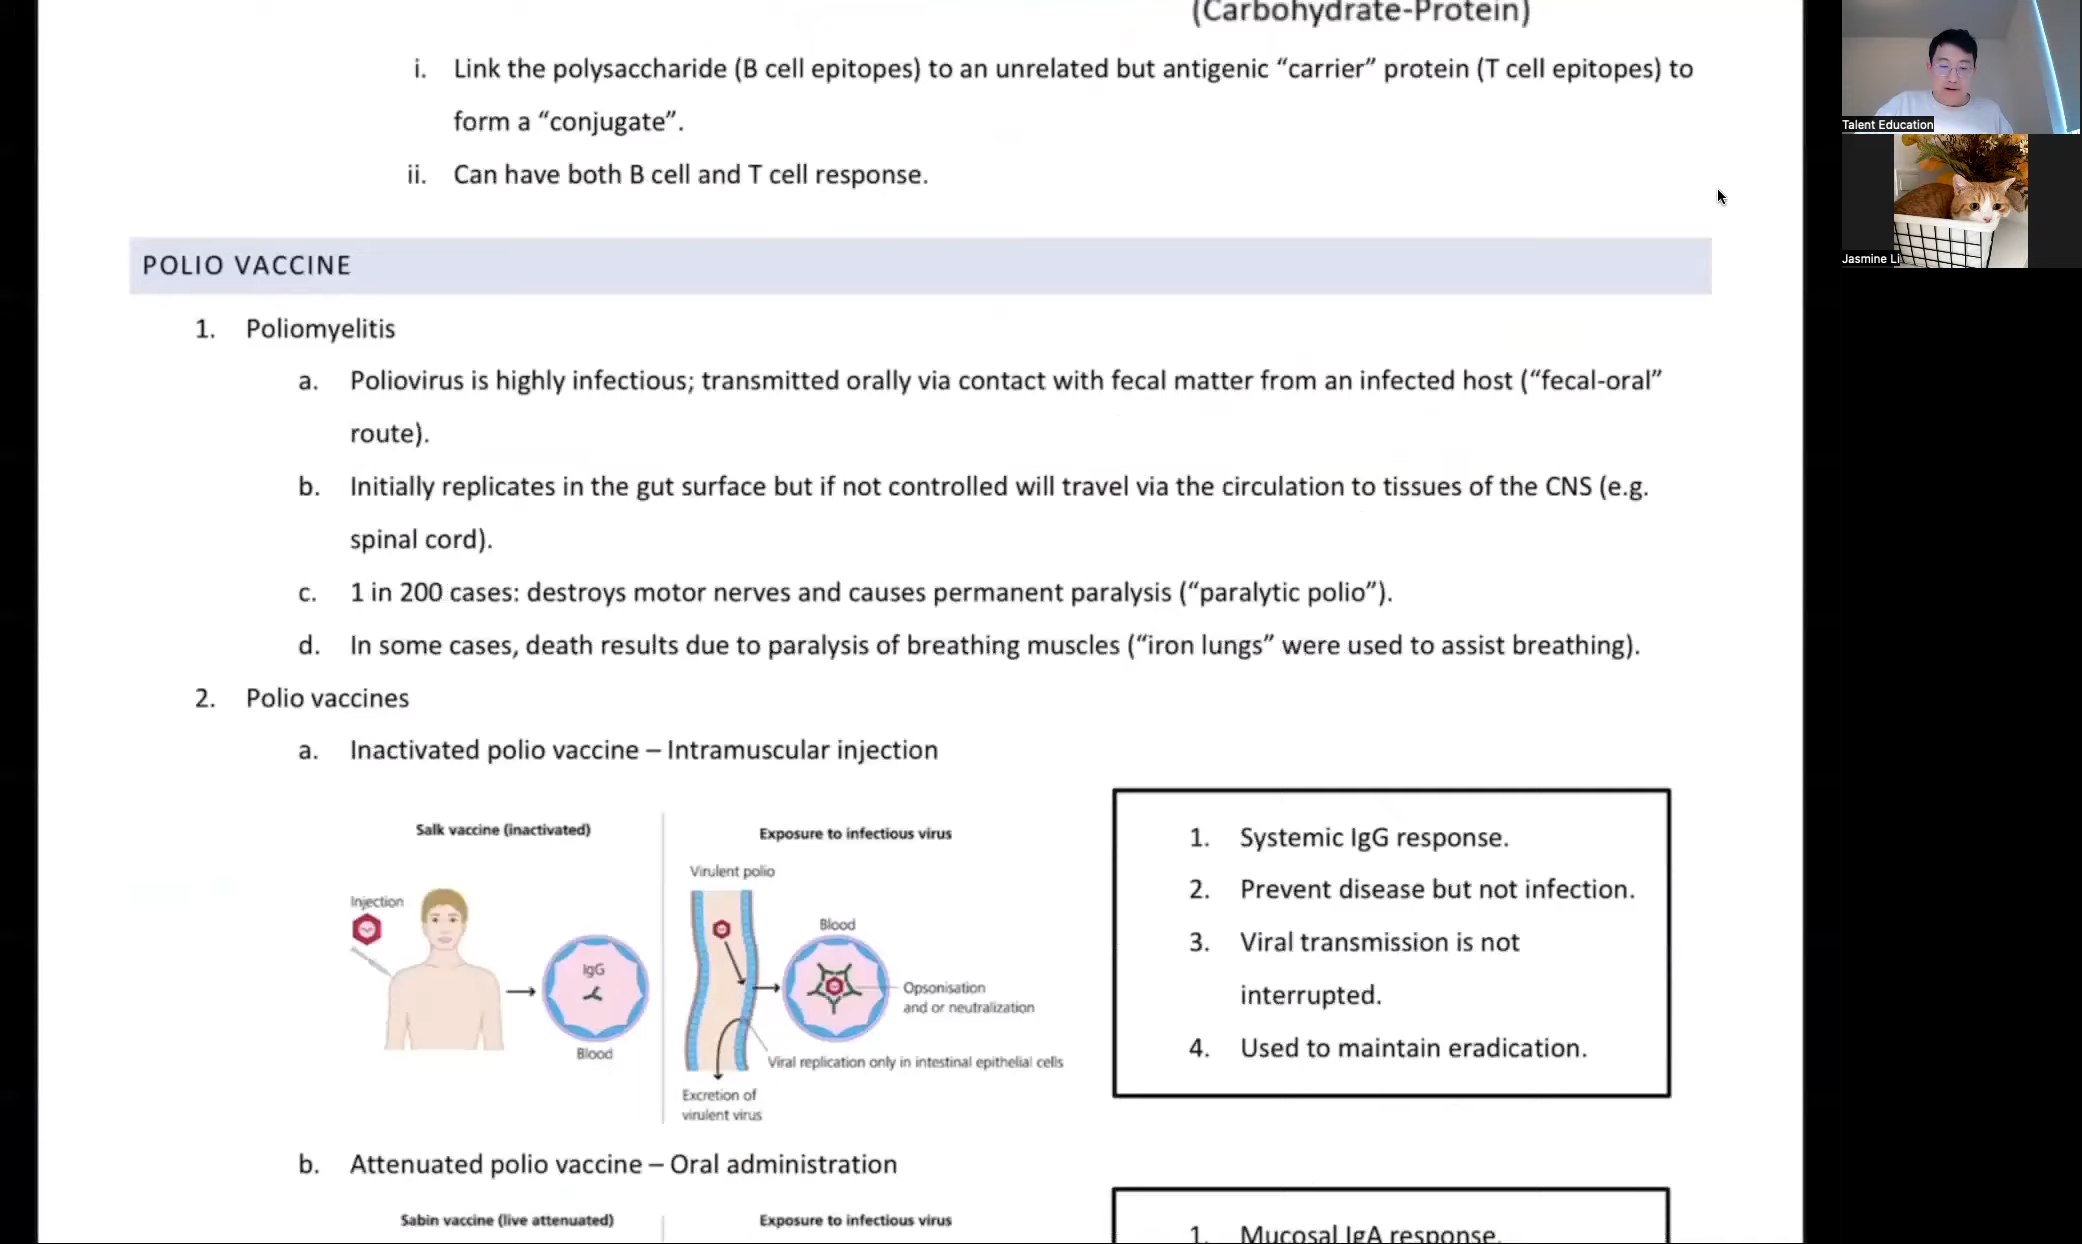 (Carbohydrate-Protein)
i. Link the polysaccharide (B cell epitopes) to an unrelated but antigenic “carrier” protein (T cell epitopes) to
form a “conjugate”.
ii. Can have both B cell and T cell response.
POLIO VACCINE
1. Poliomyelitis
a. Poliovirus is highly infectious; transmitted orally via contact with fecal matter from an infected host (“fecal-oral”
route).
b. Initially replicates in the gut surface but if not controlled will travel via the circulation to tissues of the CNS (e.g.
spinal cord).
c. 1 in 200 cases: destroys motor nerves and causes permanent paralysis (“paralytic polio”).
d. In some cases, death results due to paralysis of breathing muscles (“iron lungs” were used to assist breathing).
2. Polio vaccines
a. Inactivated polio vaccine – Intramuscular injection
Salk vaccine (inactivated)
Injection
IgG
Blood
Exposure to infectious virus
Virulent polio
Blood
Opsonisation
and or neutralization
Viral replication only in intestinal epithelial cells
Excretion of
virulent virus
1. Systemic IgG response.
2. Prevent disease but not infection.
3. Viral transmission is not
interrupted.
4. Used to maintain eradication.
b. Attenuated polio vaccine – Oral administration
Sabin vaccine (live attenuated)
Exposure to infectious virus
1. Mucosal IgA response.
Talent Education
Jasmine Li